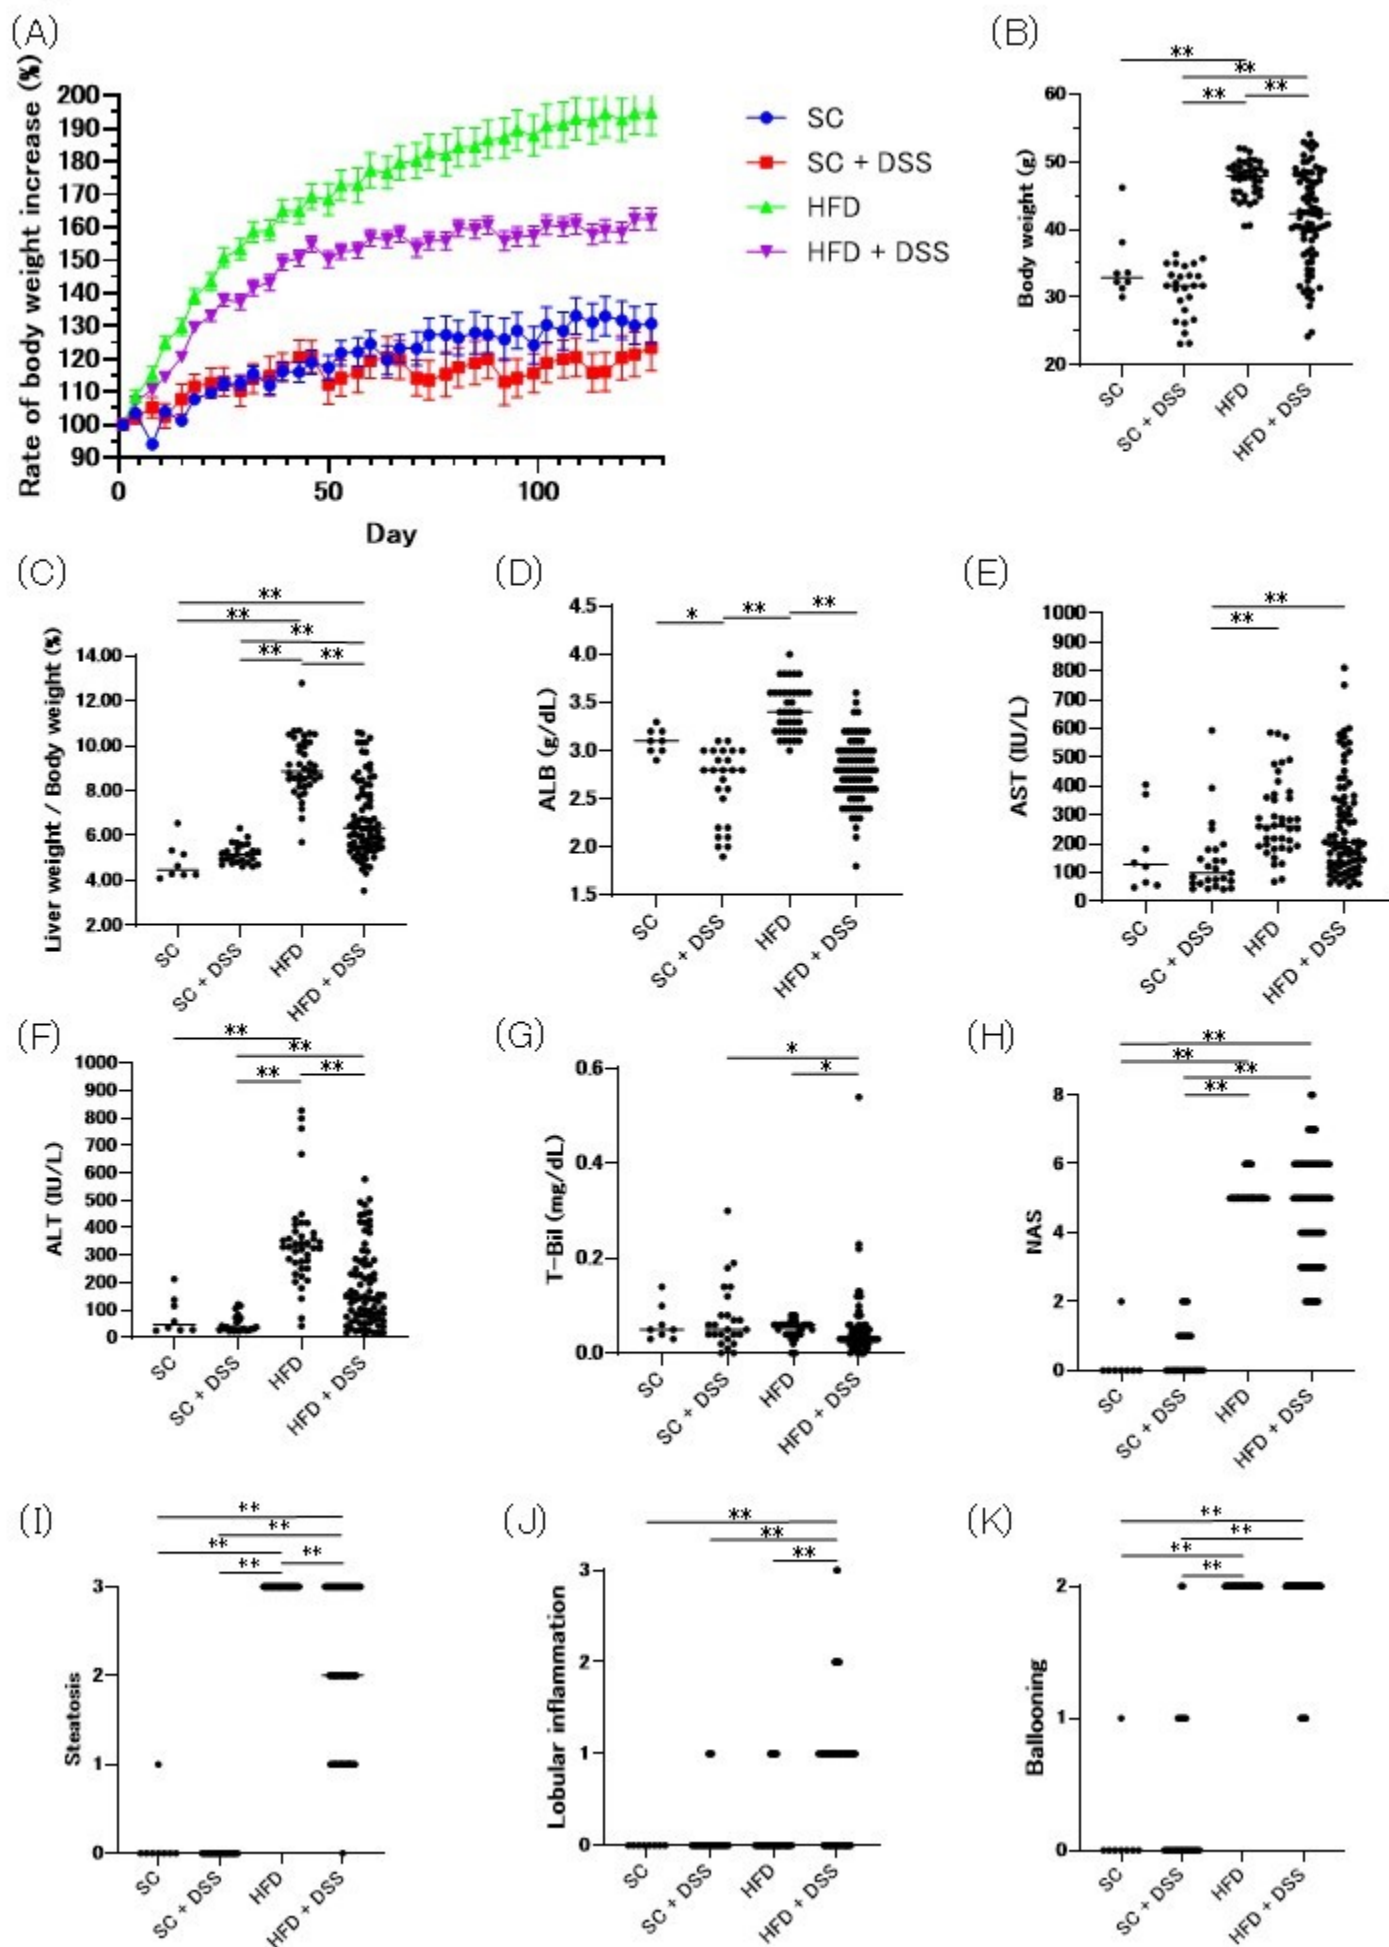 (A)
Rate of body weight increase (%)
200
190
180
170
160
150
140
130
120
110
100
90
0
50
100
Day
SC
SC + DSS
HFD
HFD + DSS
(B)
** 
**
** **
Body weight (g)
60
50
40
30
20
SC
SC + DSS
HFD
HFD + DSS
(C)
**
**
**
** **
Liver weight / Body weight (%)
14.00
12.00
10.00
8.00
6.00
4.00
2.00
SC
SC + DSS
HFD
HFD + DSS
(D)
* ** **
ALB (g/dL)
4.5
4.0
3.0
2.0
1.5
SC
SC + DSS
HFD
HFD + DSS
(E)
**
**
AST (IU/L)
1000
900
800
700
600
500
400
300
200
100
0
SC
SC + DSS
HFD
HFD + DSS
(F)
**
**
** **
ALT (IU/L)
1000
900
800
700
600
500
400
300
200
100
0
SC
SC + DSS
HFD
HFD + DSS
(G)
*
*
T-Bil (mg/dL)
0.6
0.4
0.2
0.0
SC
SC + DSS
HFD
HFD + DSS
(H)
**
**
**
**
NAS
8
6
4
2
0
SC
SC + DSS
HFD
HFD + DSS
(I)
**
**
** **
**
Steatosis
3
2
1
0
SC
SC + DSS
HFD
HFD + DSS
(J)
**
**
**
Lobular inflammation
3
2
1
0
SC
SC + DSS
HFD
HFD + DSS
(K)
**
**
**
**
Ballooning
2
1
0
SC
SC + DSS
HFD
HFD + DSS